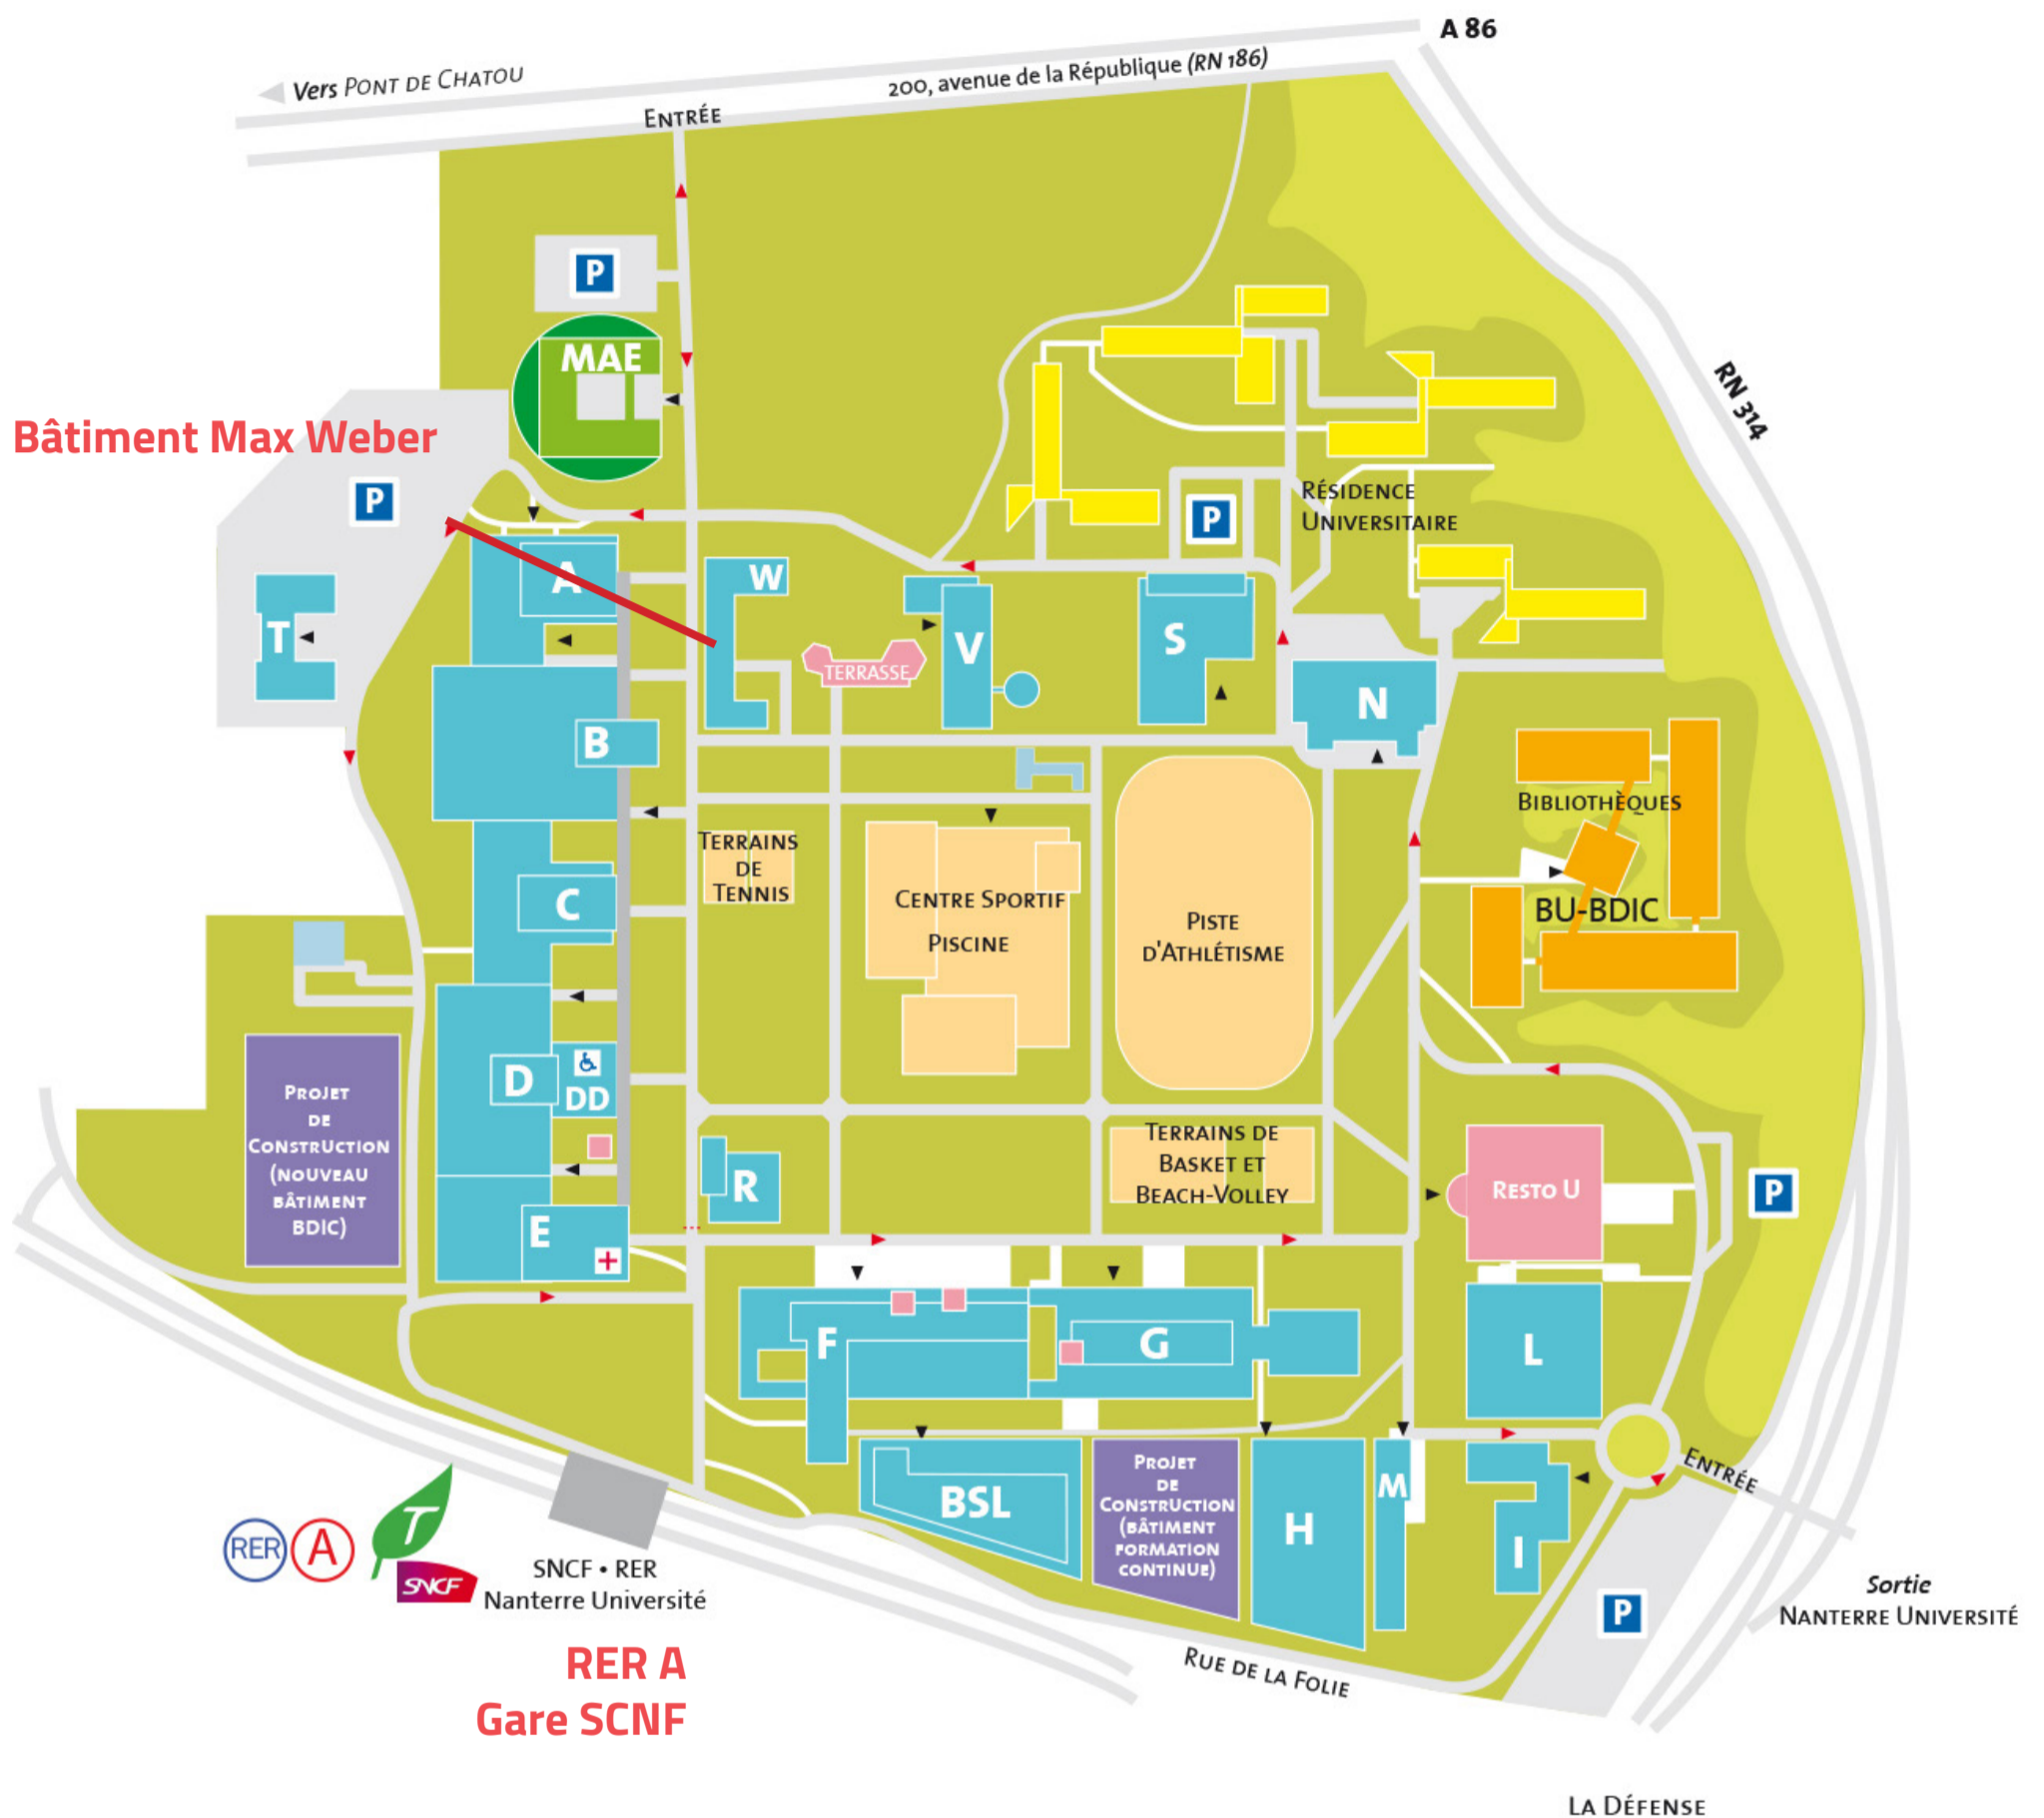 A 86
Vers PONT DE CHATOU
200, avenue de la République (RN 186)
ENTRÉE
P
MAE
RN 314
Bâtiment Max Weber
P
RÉSIDENCE
UNIVERSITAIRE
P
A
W
T
V
S
TERRASSE
N
B
BIBLIOTHÈQUES
TERRAINS
DE
TENNIS
C
CENTRE SPORTIF
PISCINE
PISTE
D'ATHLÉTISME
BU-BDIC
D
DD
PROJET
DE
CONSTRUCTION
(NOUVEAU
BÂTIMENT
BDIC)
TERRAINS DE
BASKET ET
BEACH-VOLLEY
R
RESTO U
P
E
F
G
L
ENTRÉE
BSL
PROJET
DE
CONSTRUCTION
(BÂTIMENT
FORMATION
CONTINUE)
H
M
I
RER
A
T
SNCF
SNCF • RER
Nanterre Université
P
Sortie
NANTERRE UNIVERSITÉ
RER A
Gare SCNF
RUE DE LA FOLIE
LA DÉFENSE